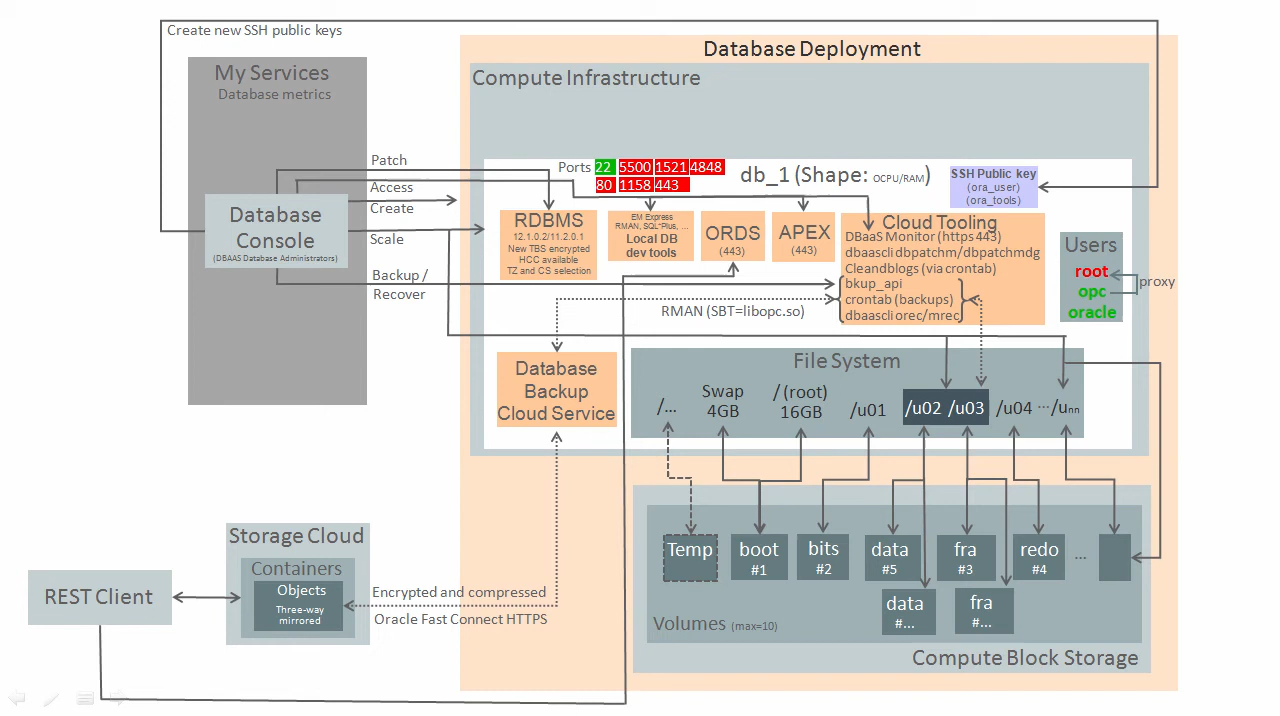 Create new SSH public keys
Database Deployment
My Services
Database metrics
Compute Infrastructure
Patch
Access
Create
Scale
Backup /
Recover
Database
Console
(DBAAS Database Administrators)
Ports 22 5500 1521 4848
80 1158 443
db_1 (Shape: OCPU/RAM)
SSH Public key
(ora_user)
(ora_tools)
RDBMS
12.1.0.2/11.2.0.1
New TBS encrypted
HCC available
TZ and CS selection
EM Express
RMAN, SQL*Plus, ...
Local DB
dev tools
ORDS
(443)
APEX
(443)
Cloud Tooling
DBaaS Monitor (https 443)
dbaascli dbpatchm/dbpatchmdg
Cleandblogs (via crontab)
bkup_api
crontab (backups)
dbaascli orec/mrec
Users
root
opc
oracle
proxy
RMAN (SBT=libopc.so)
Database
Backup
Cloud Service
File System
/...
Swap
4GB
/ (root)
16GB
/u01
/u02 /u03
/u04 ... /unn
Temp
boot
#1
bits
#2
data
#5
fra
#3
redo
#4
...
data
#...
fra
#...
Volumes (max=10)
Compute Block Storage
Storage Cloud
Containers
Objects
Three-way
mirrored
REST Client
Encrypted and compressed
Oracle Fast Connect HTTPS